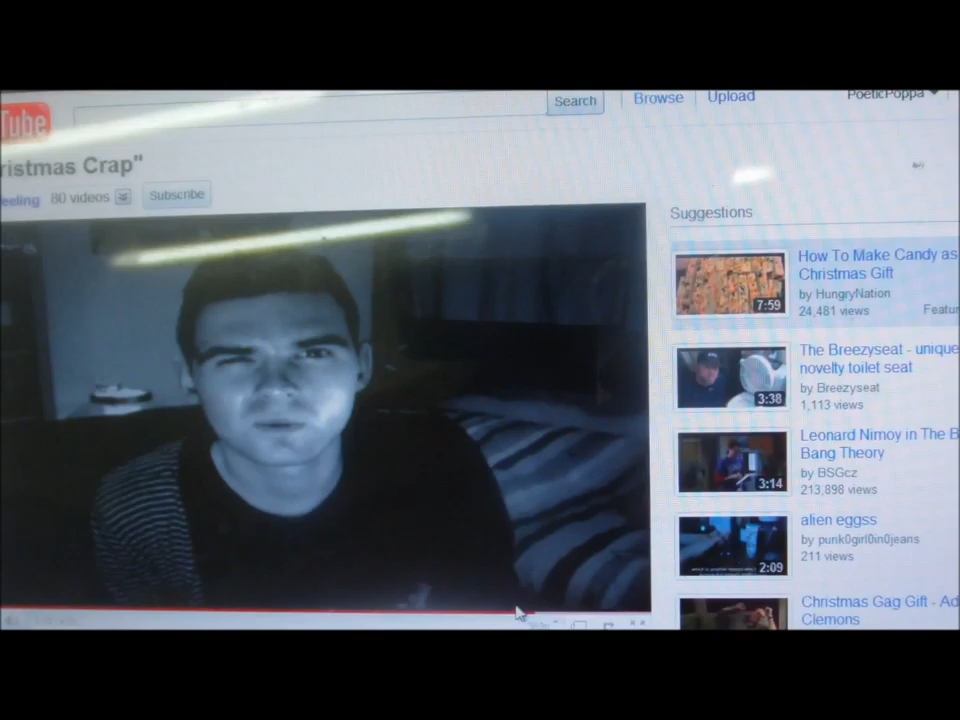 Tube
Search
Browse
Upload
PoeticPoppa
ristmas Crap"
eeling
80 videos
Subscribe
Suggestions
7:59
How To Make Candy as
Christmas Gift
by HungryNation
24,481 views
Featur
3:38
The Breezyseat - unique
novelty toilet seat
by Breezyseat
1,113 views
3:14
Leonard Nimoy in The B
Bang Theory
by BSGcz
213,898 views
2:09
alien eggss
by punk0girl0in0jeans
211 views
Christmas Gag Gift - Ad
Clemons